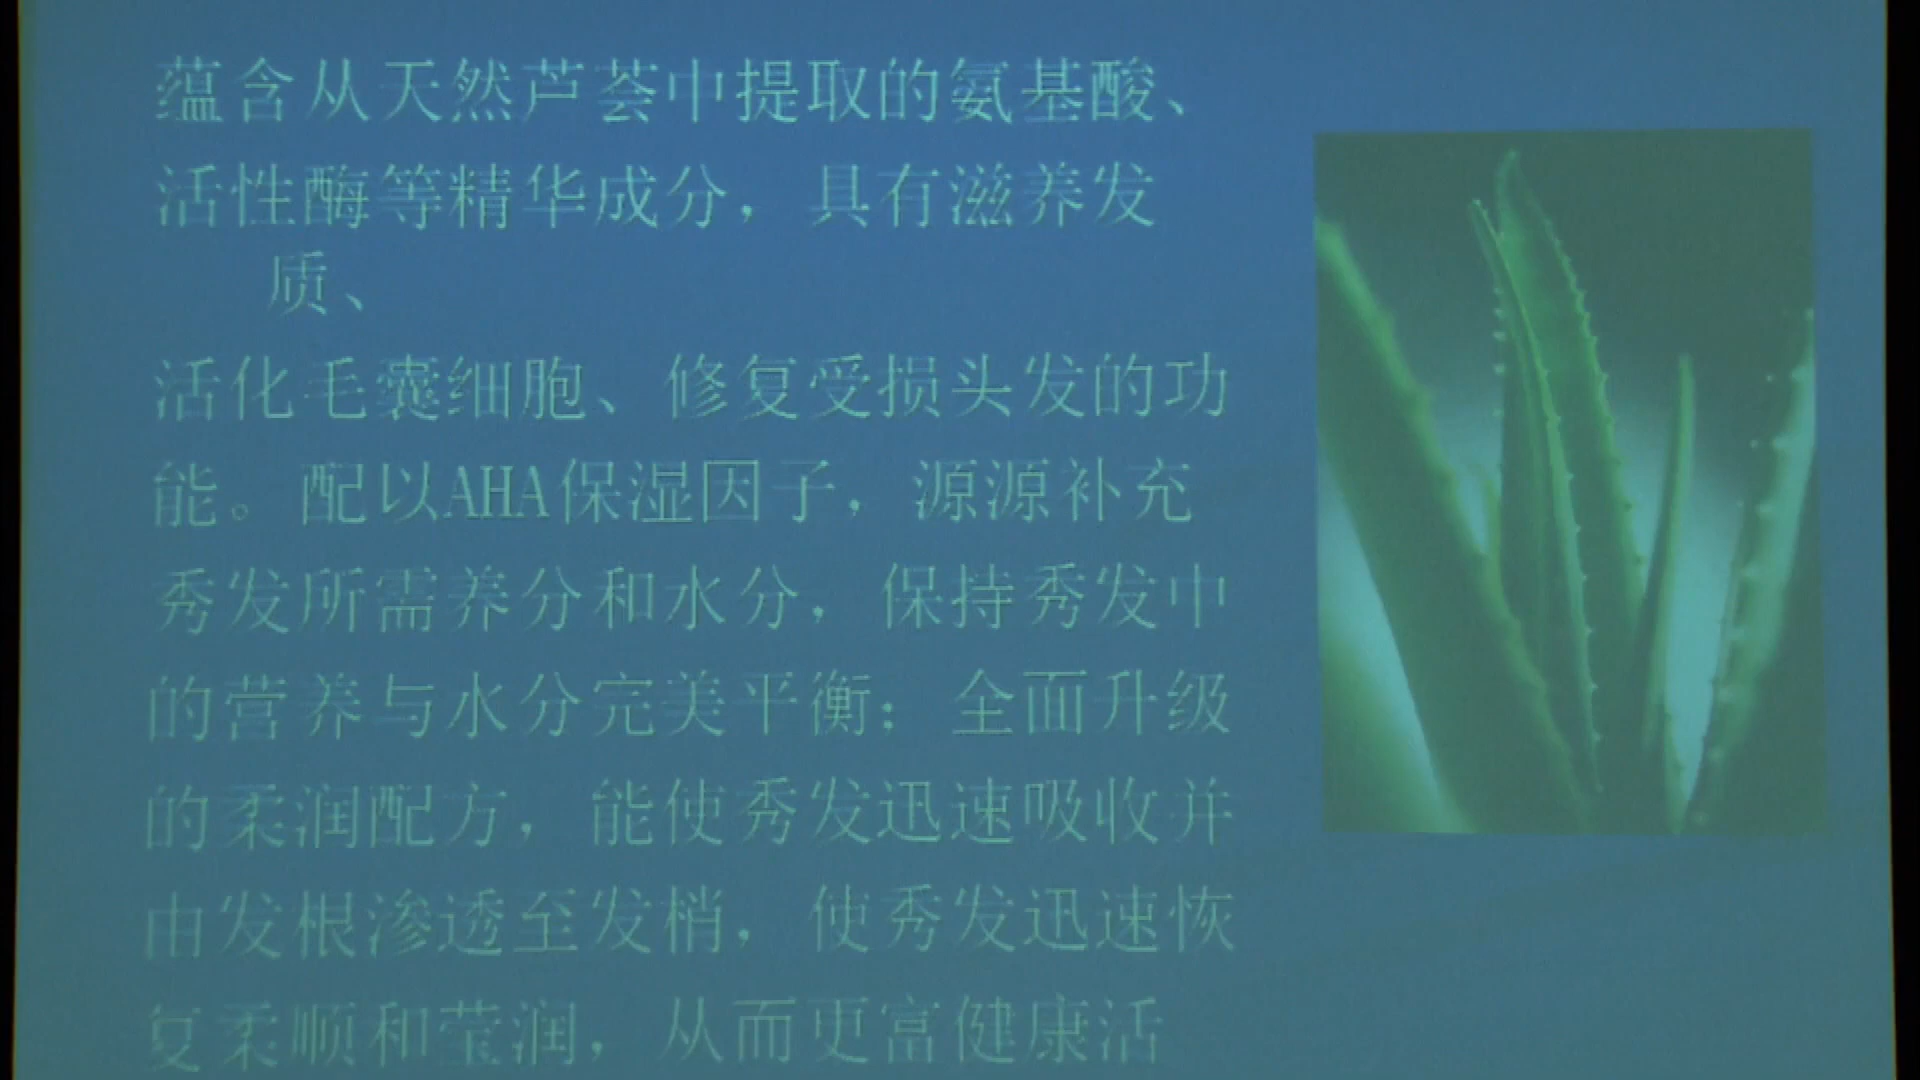 蕴含从天然芦荟中提取的氨基酸、
活性酶等精华成分，具有滋养发
质、
活化毛囊细胞、修复受损头发的功
能。配以AHA保湿因子，源源补充
秀发所需养分和水分，保持秀发中
的营养与水分完美平衡；全面升级
的柔润配方，能使秀发迅速吸收并
由发根渗透至发梢，使秀发迅速恢
复柔顺和莹润，从而更富健康活